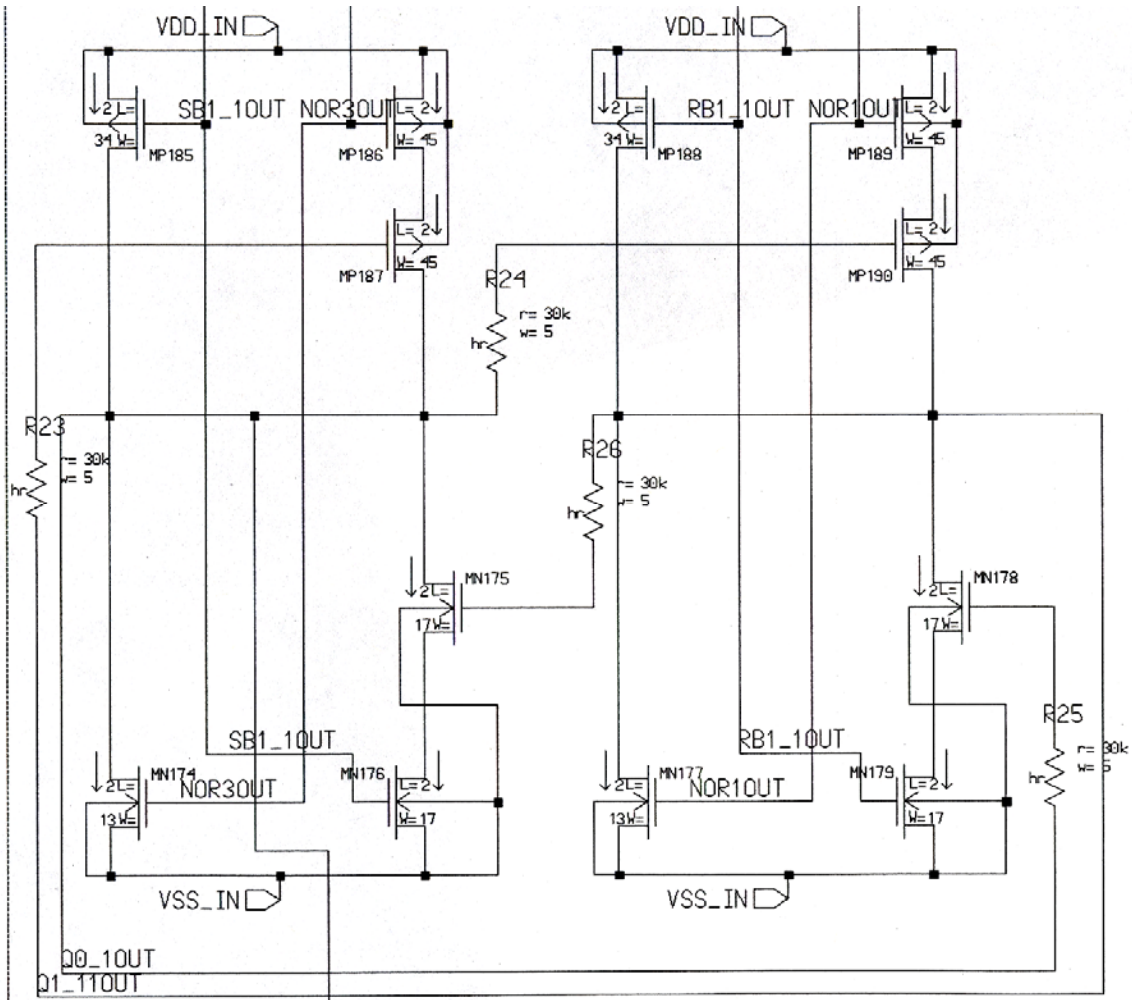 VDD_IN VDD_IN
2 L= SB1_1OUT NOR3OUT L= 2 2 L= RB1_1OUT NOR1OUT L= 2
34 W= W= 45 34 W= W= 45
MP185 MP186 MP188 MP189
L= 2 L= 2
W= 45 W= 45
MP187 MP190
R24
r= 30k
w= 5
hr
R23
R26
r= 30k
w= 5
hr
r= 30k
w= 5
hr
MN175 MN178
2 L= 2 L=
17 W= 17 W=
R25
SB1_1OUT RB1_1OUT
r= 30k
w= 5
hr
MN174 MN176 MN177 MN179
2 L= NOR3OUT L= 2 2 L= NOR1OUT L= 2
13 W= W= 17 13 W= W= 17
VSS_IN VSS_IN
Q0_1OUT
Q1_11OUT